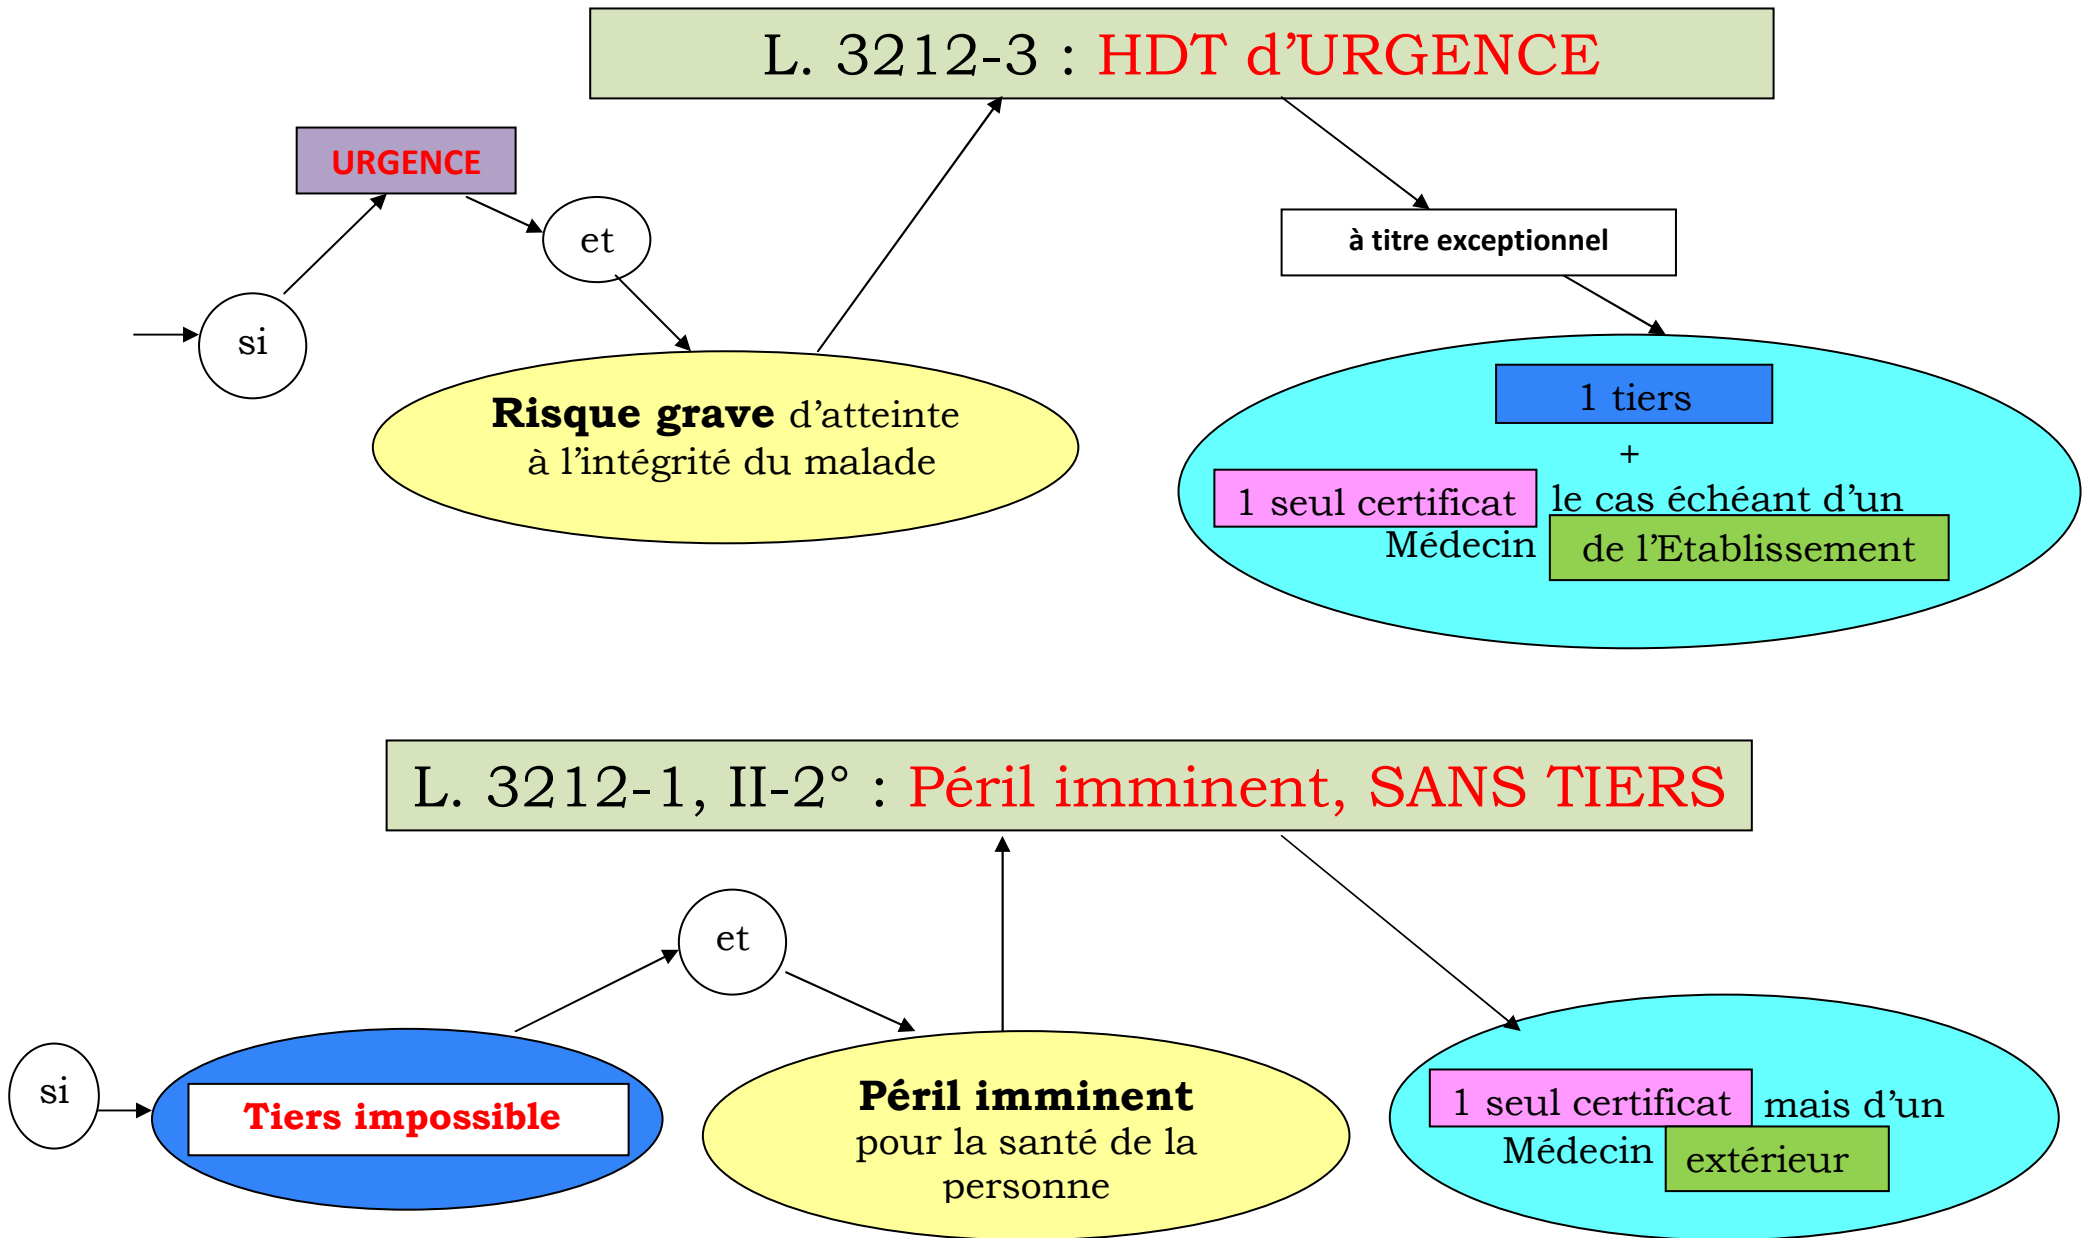 L. 3212-3 : HDT d’URGENCE
URGENCE
et
si
Risque grave d’atteinte
à l’intégrité du malade
à titre exceptionnel
1 tiers
+
1 seul certificat le cas échéant d’un
Médecin de l’Etablissement
L. 3212-1, II-2° : Péril imminent, SANS TIERS
et
si
Tiers impossible
Péril imminent
pour la santé de la
personne
1 seul certificat mais d’un
Médecin extérieur